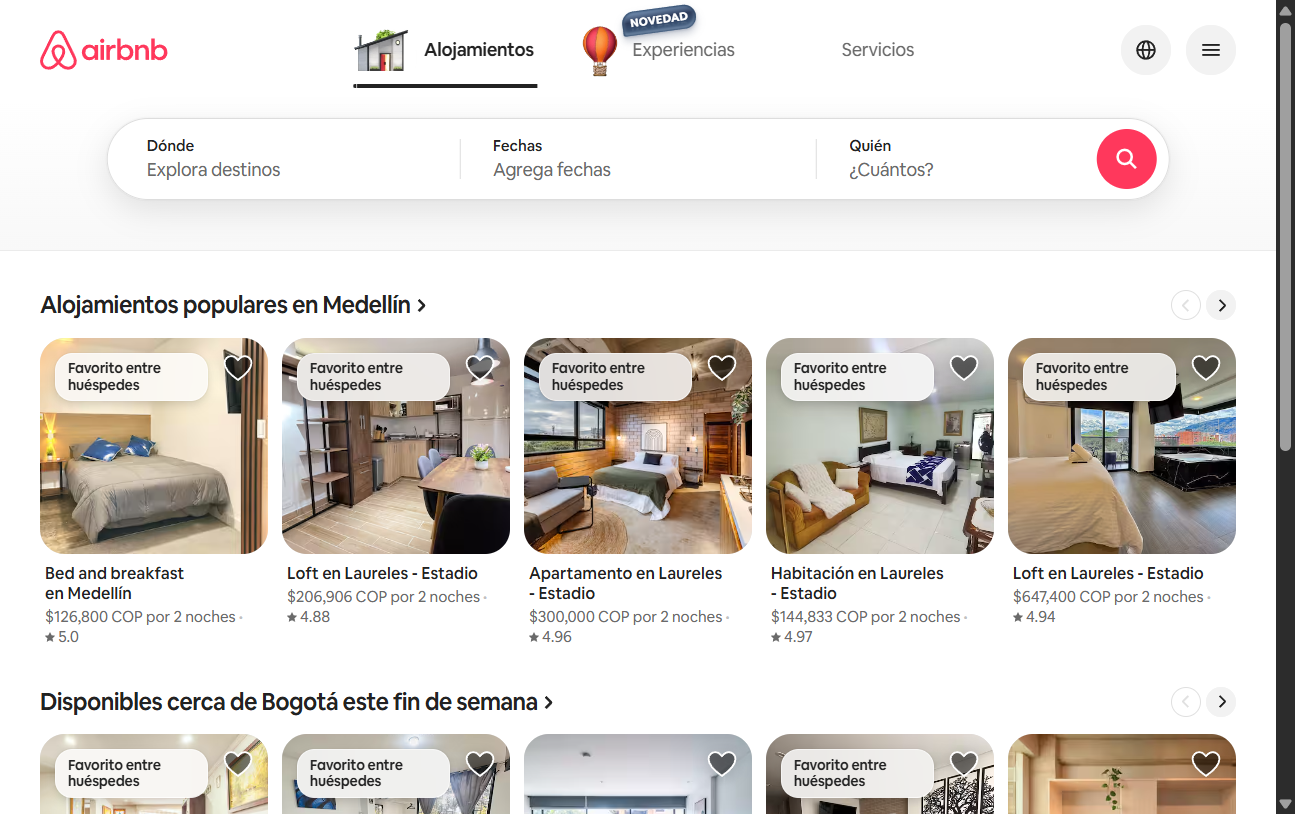 airbnb
Alojamientos
NOVEDAD
Experiencias
Servicios
Dónde
Explora destinos
Fechas
Agrega fechas
Quién
¿Cuántos?
Alojamientos populares en Medellín
Favorito entre
huéspedes
Favorito entre
huéspedes
Favorito entre
huéspedes
Favorito entre
huéspedes
Favorito entre
huéspedes
Bed and breakfast
en Medellín
$126,800 COP por 2 noches ·
★ 5.0
Loft en Laureles - Estadio
$206,906 COP por 2 noches ·
★ 4.88
Apartamento en Laureles
- Estadio
$300,000 COP por 2 noches ·
★ 4.96
Habitación en Laureles
- Estadio
$144,833 COP por 2 noches ·
★ 4.97
Loft en Laureles - Estadio
$647,400 COP por 2 noches ·
★ 4.94
Disponibles cerca de Bogotá este fin de semana
Favorito entre
huéspedes
Favorito entre
huéspedes
Favorito entre
huéspedes